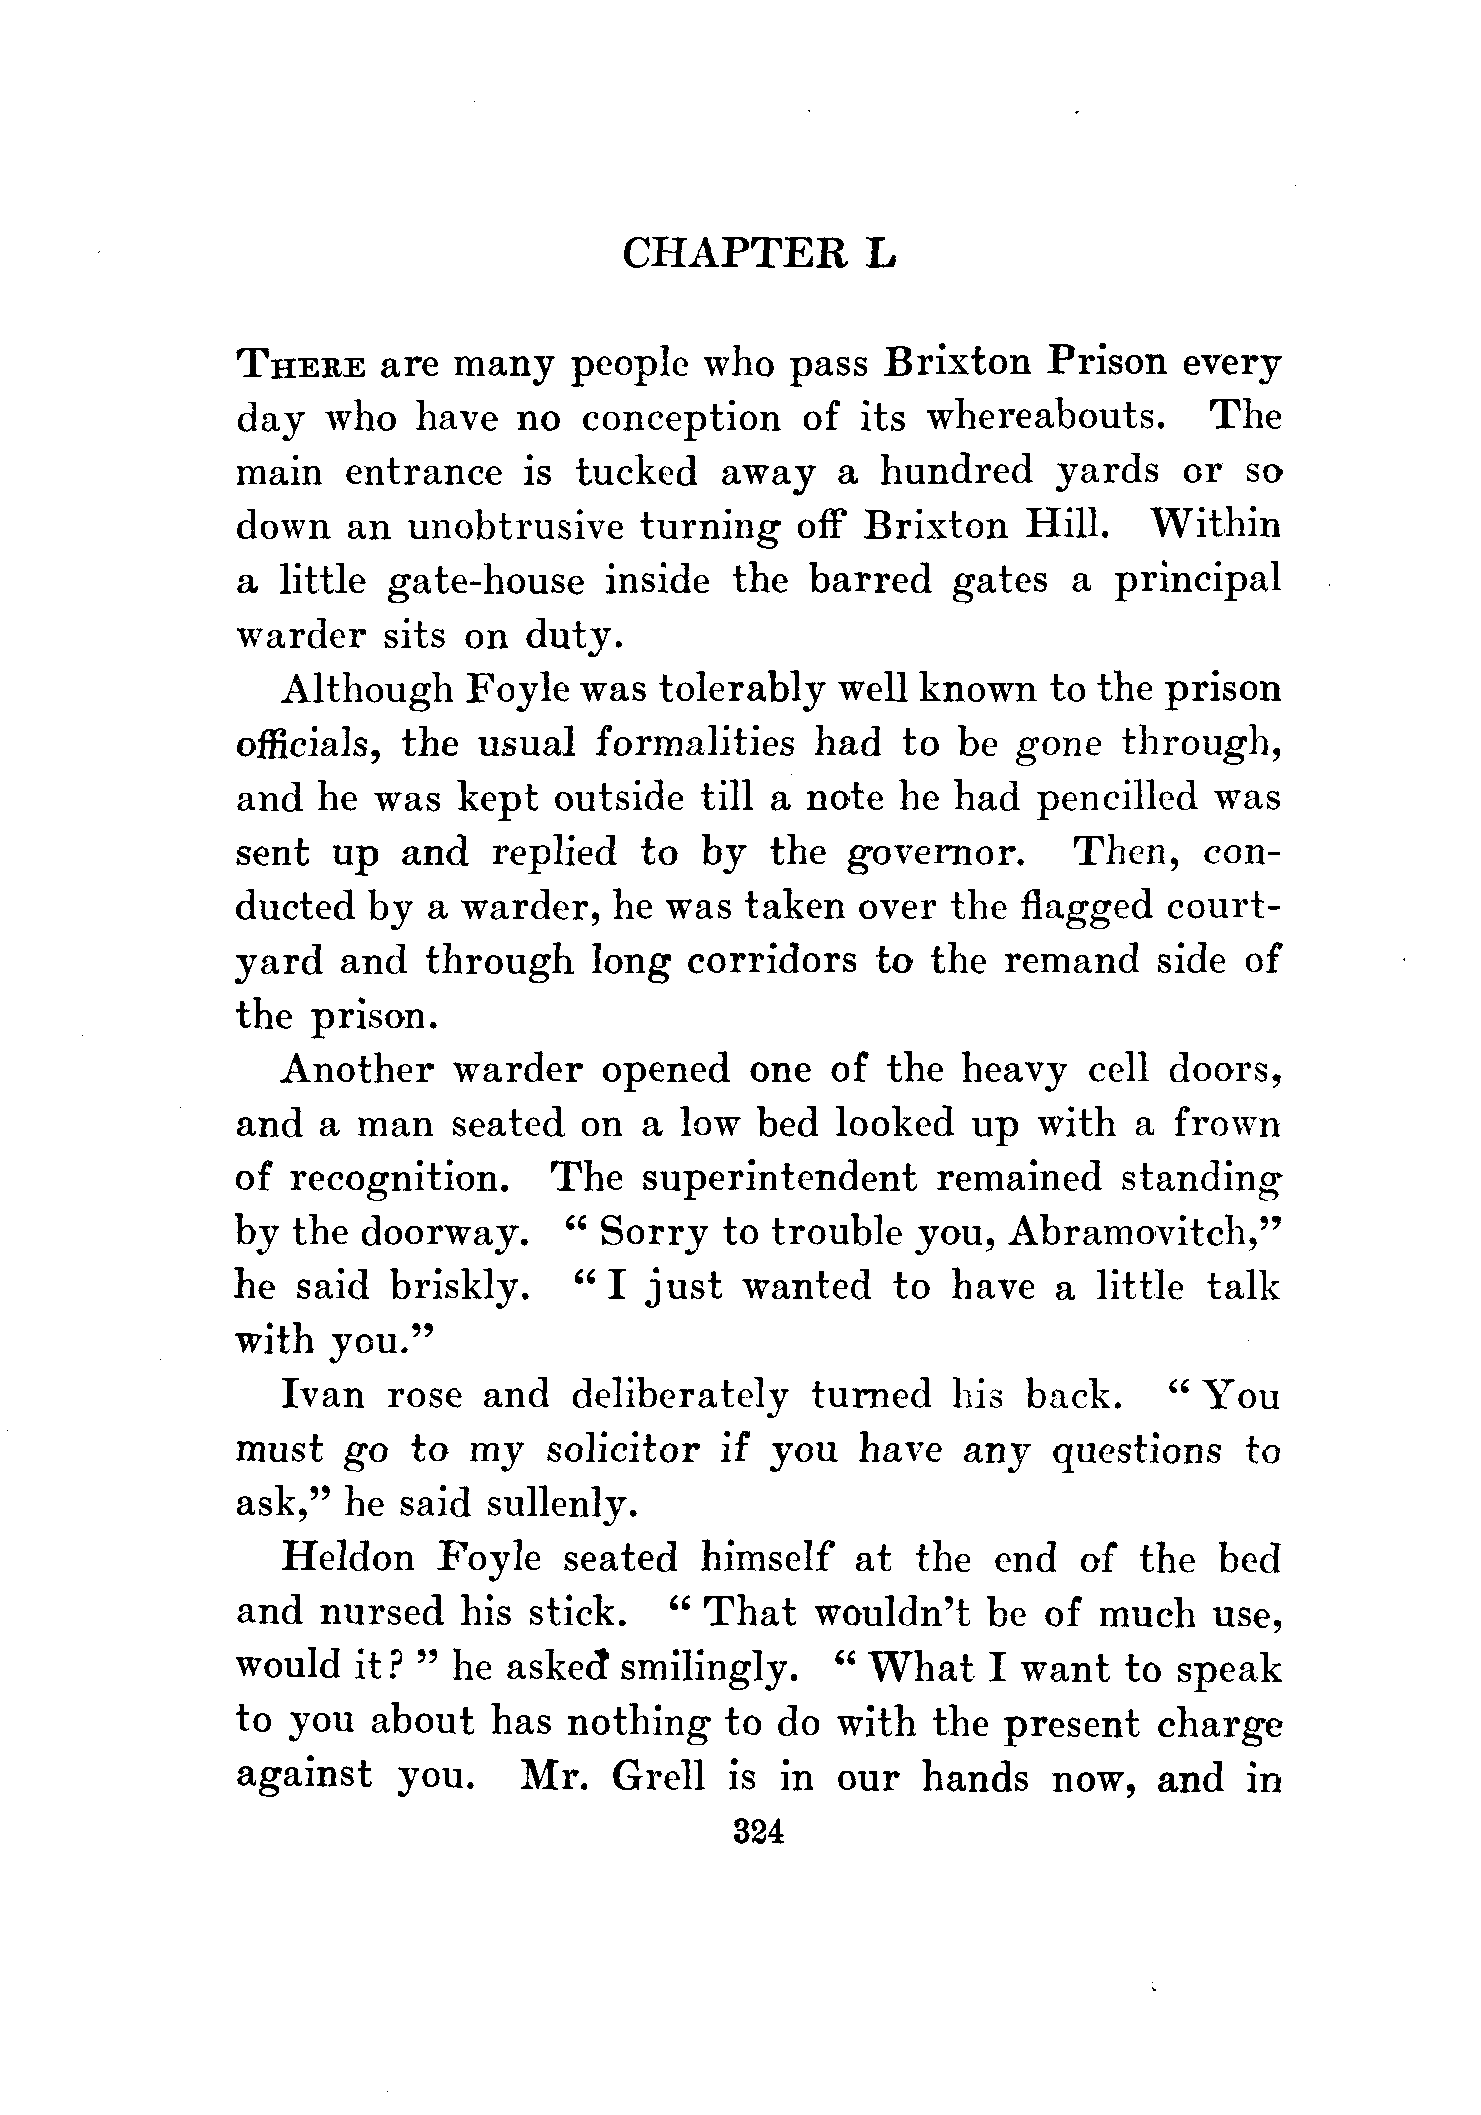 CHAPTER L
THERE are many people who pass Brixton Prison every
day who have no conception of its whereabouts. The
main entrance is tucked away a hundred yards or so
down an unobtrusive turning off Brixton Hill. Within
a little gate-house inside the barred gates a principal
warder sits on duty.
Although Foyle was tolerably well known to the prison
officials, the usual formalities had to be gone through,
and he was kept outside till a note he had pencilled was
sent up and replied to by the governor. Then, con-
ducted by a warder, he was taken over the flagged court-
yard and through long corridors to the remand side of
the prison.
Another warder opened one of the heavy cell doors,
and a man seated on a low bed looked up with a frown
of recognition. The superintendent remained standing
by the doorway. “ Sorry to trouble you, Abramovitch,”
he said briskly. “ I just wanted to have a little talk
with you.”
Ivan rose and deliberately turned his back. “ You
must go to my solicitor if you have any questions to
ask,” he said sullenly.
Heldon Foyle seated himself at the end of the bed
and nursed his stick. “ That wouldn’t be of much use,
would it? ” he asked smilingly. “ What I want to speak
to you about has nothing to do with the present charge
against you. Mr. Grell is in our hands now, and in
324